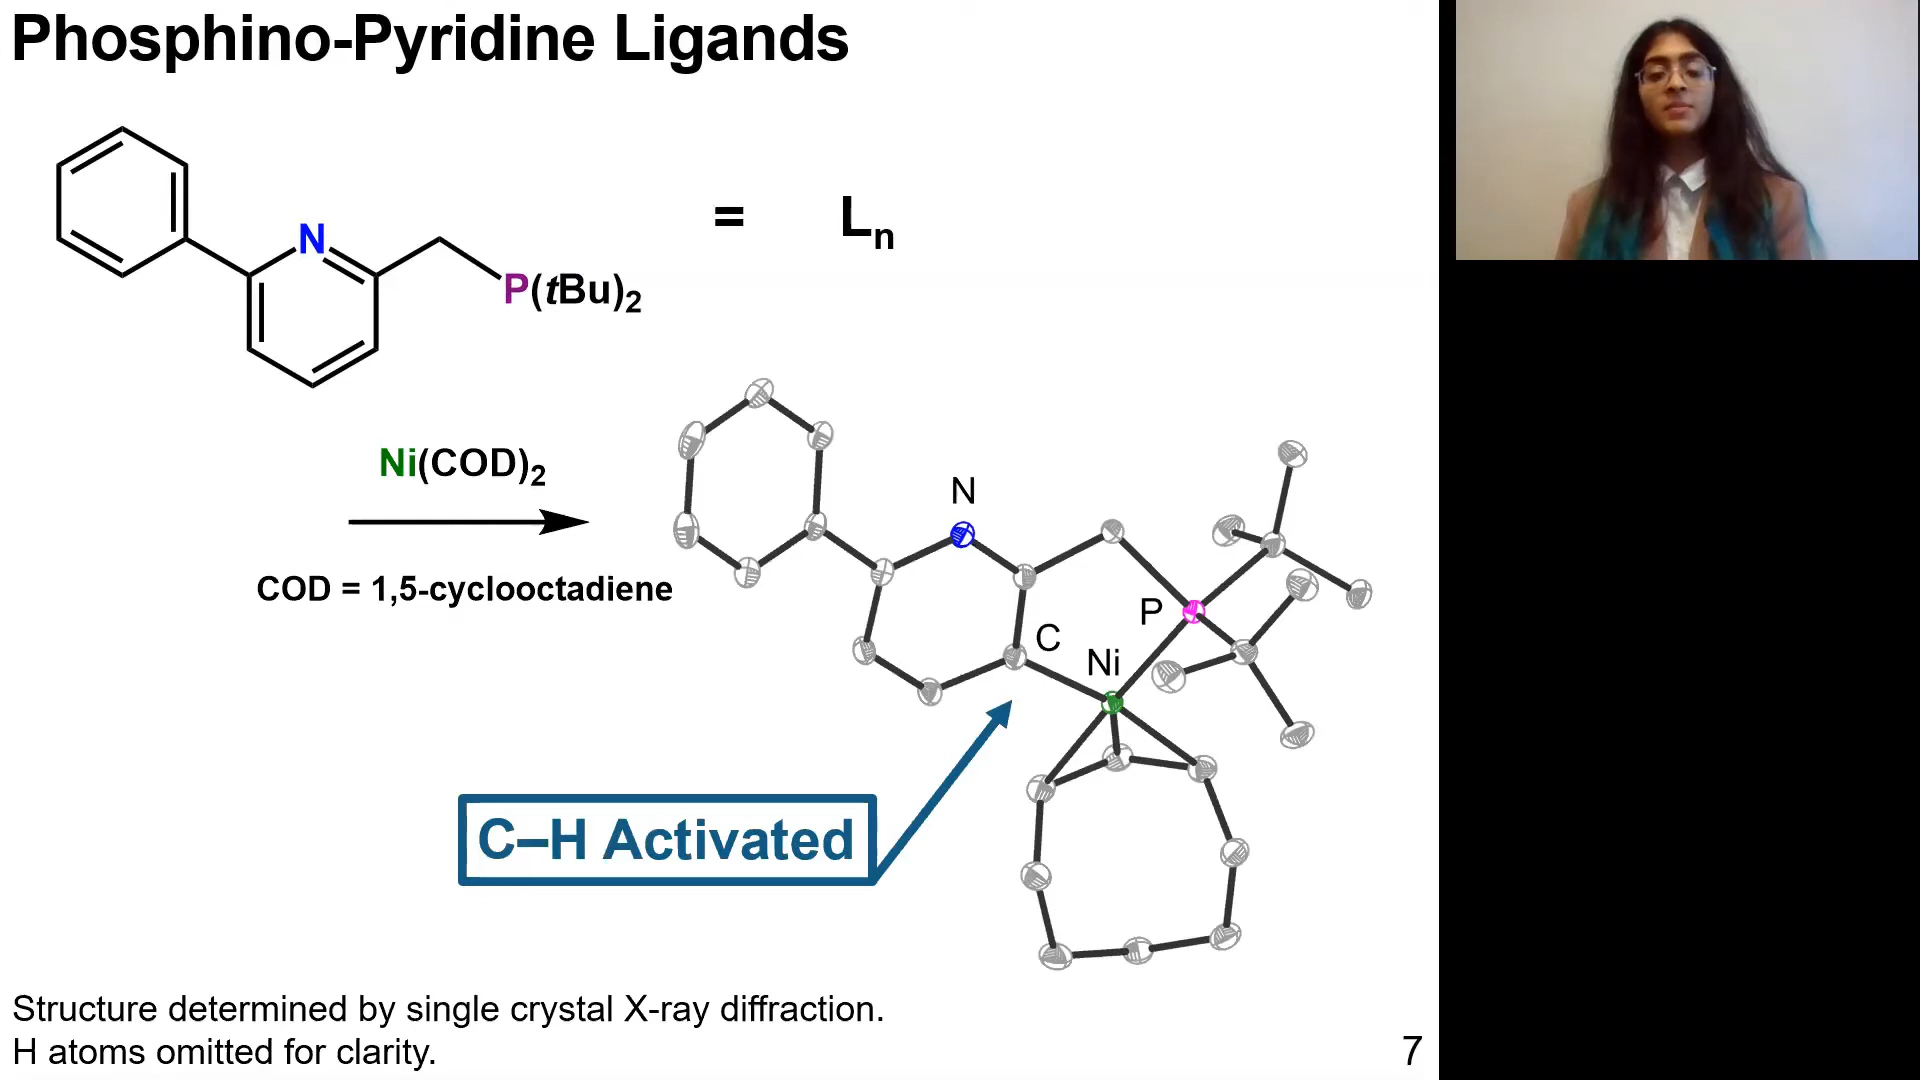 Phosphino-Pyridine Ligands
N
P(tBu)2
= Ln
Ni(COD)2
COD = 1,5-cyclooctadiene
N
P
C
Ni
C–H Activated
Structure determined by single crystal X-ray diffraction.
H atoms omitted for clarity.
7